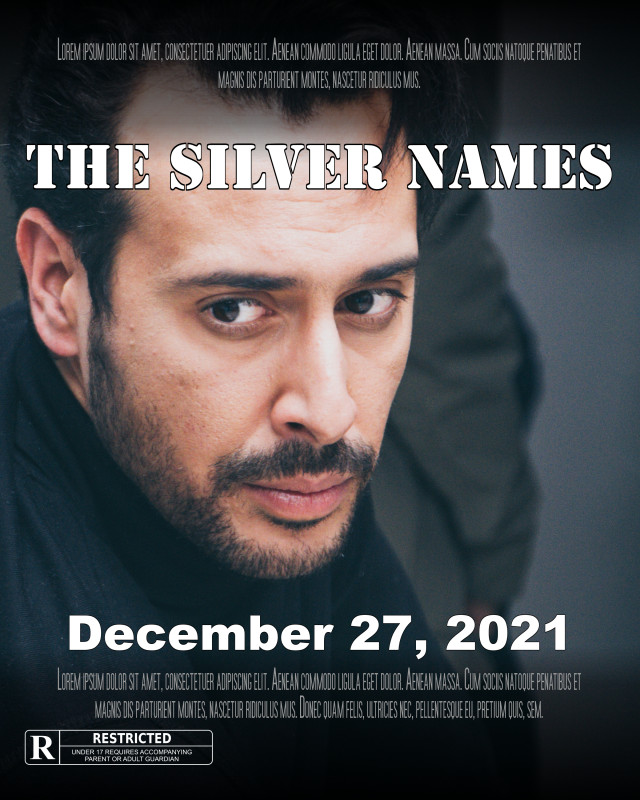 Lorem ipsum dolor sit amet, consectetuer adipiscing elit. Aenean commodo ligula eget dolor. Aenean massa. Cum sociis natoque penatibus et
magnis dis parturient montes, nascetur ridiculus mus.
THE SILVER NAMES
December 27, 2021
Lorem ipsum dolor sit amet, consectetuer adipiscing elit. Aenean commodo ligula eget dolor. Aenean massa. Cum sociis natoque penatibus et
magnis dis parturient montes, nascetur ridiculus mus. Donec quam felis, ultricies nec, pellentesque eu, pretium quis, sem.
R RESTRICTED
UNDER 17 REQUIRES ACCOMPANYING
PARENT OR ADULT GUARDIAN